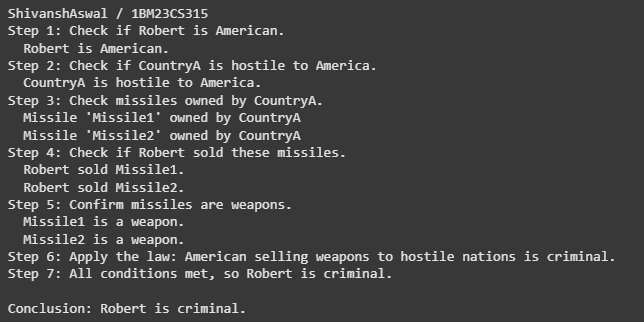 ShivanshAswal / 1BM23CS315
Step 1: Check if Robert is American.
Robert is American.
Step 2: Check if CountryA is hostile to America.
CountryA is hostile to America.
Step 3: Check missiles owned by CountryA.
Missile 'Missile1' owned by CountryA
Missile 'Missile2' owned by CountryA
Step 4: Check if Robert sold these missiles.
Robert sold Missile1.
Robert sold Missile2.
Step 5: Confirm missiles are weapons.
Missile1 is a weapon.
Missile2 is a weapon.
Step 6: Apply the law: American selling weapons to hostile nations is criminal.
Step 7: All conditions met, so Robert is criminal.
Conclusion: Robert is criminal.